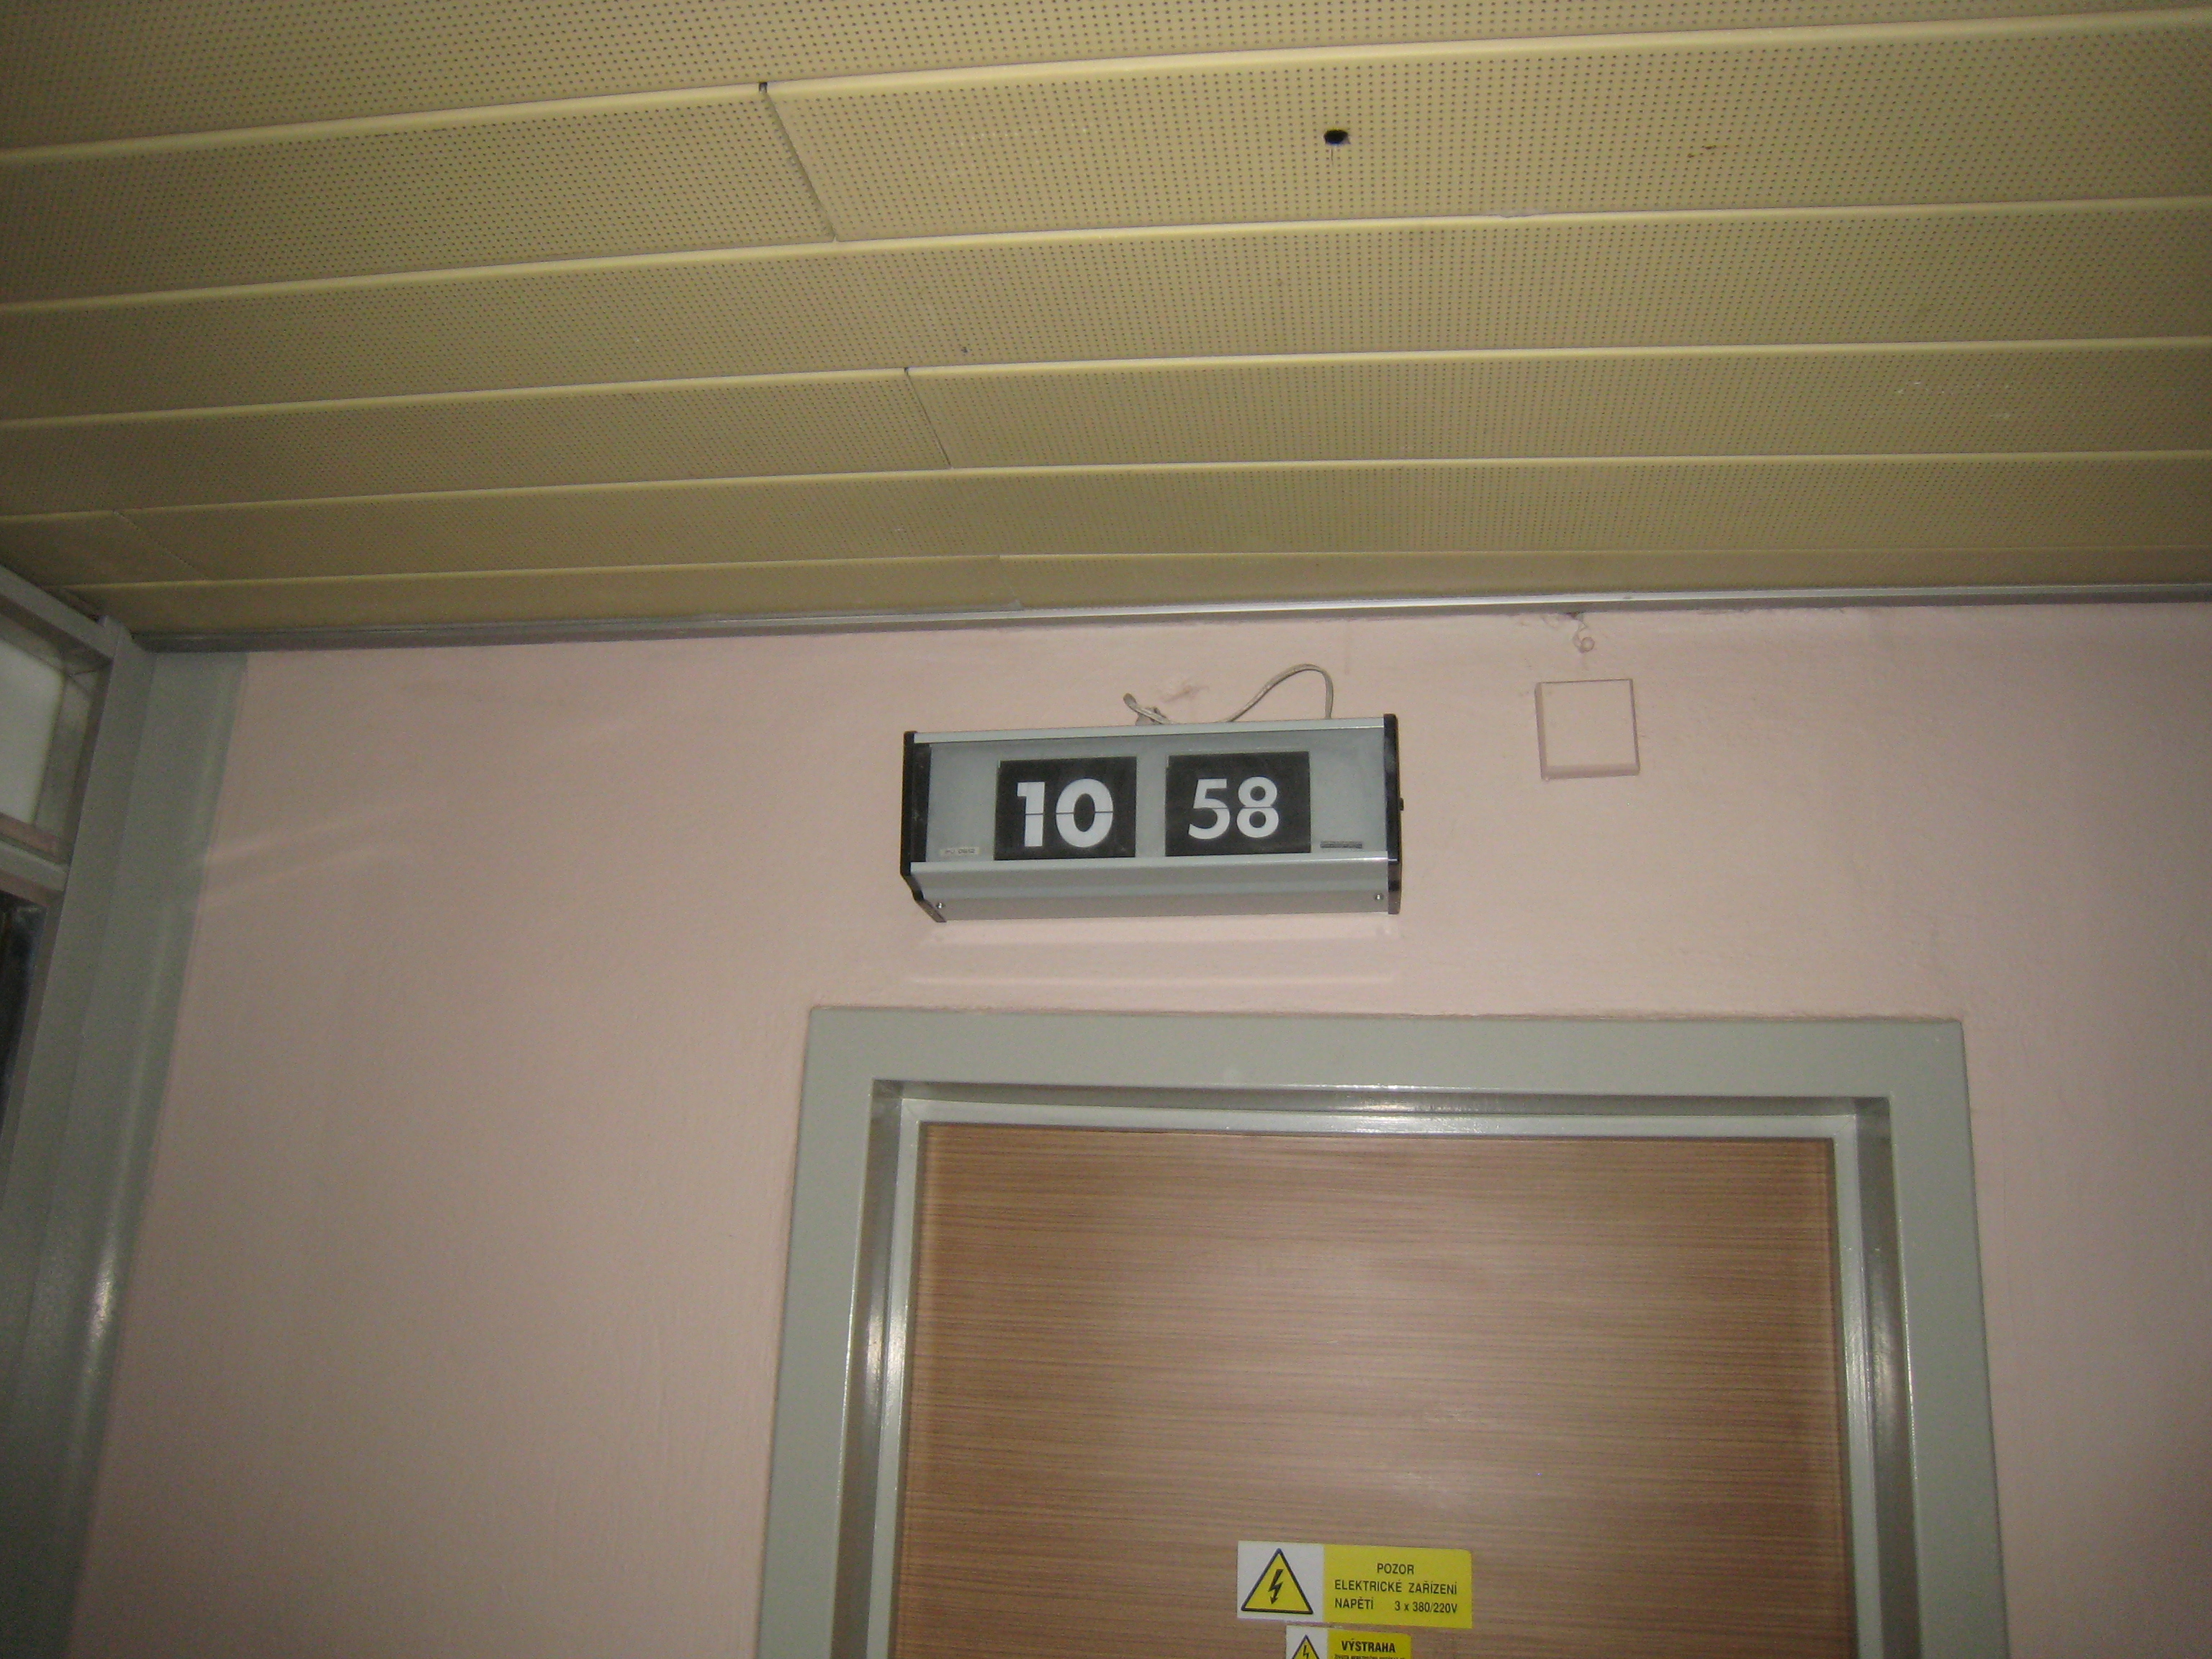 10 58
POZOR
ELEKTRICKÉ ZAŘÍZENÍ
NAPĚTÍ 3 x 380/220V
VÝSTRAHA